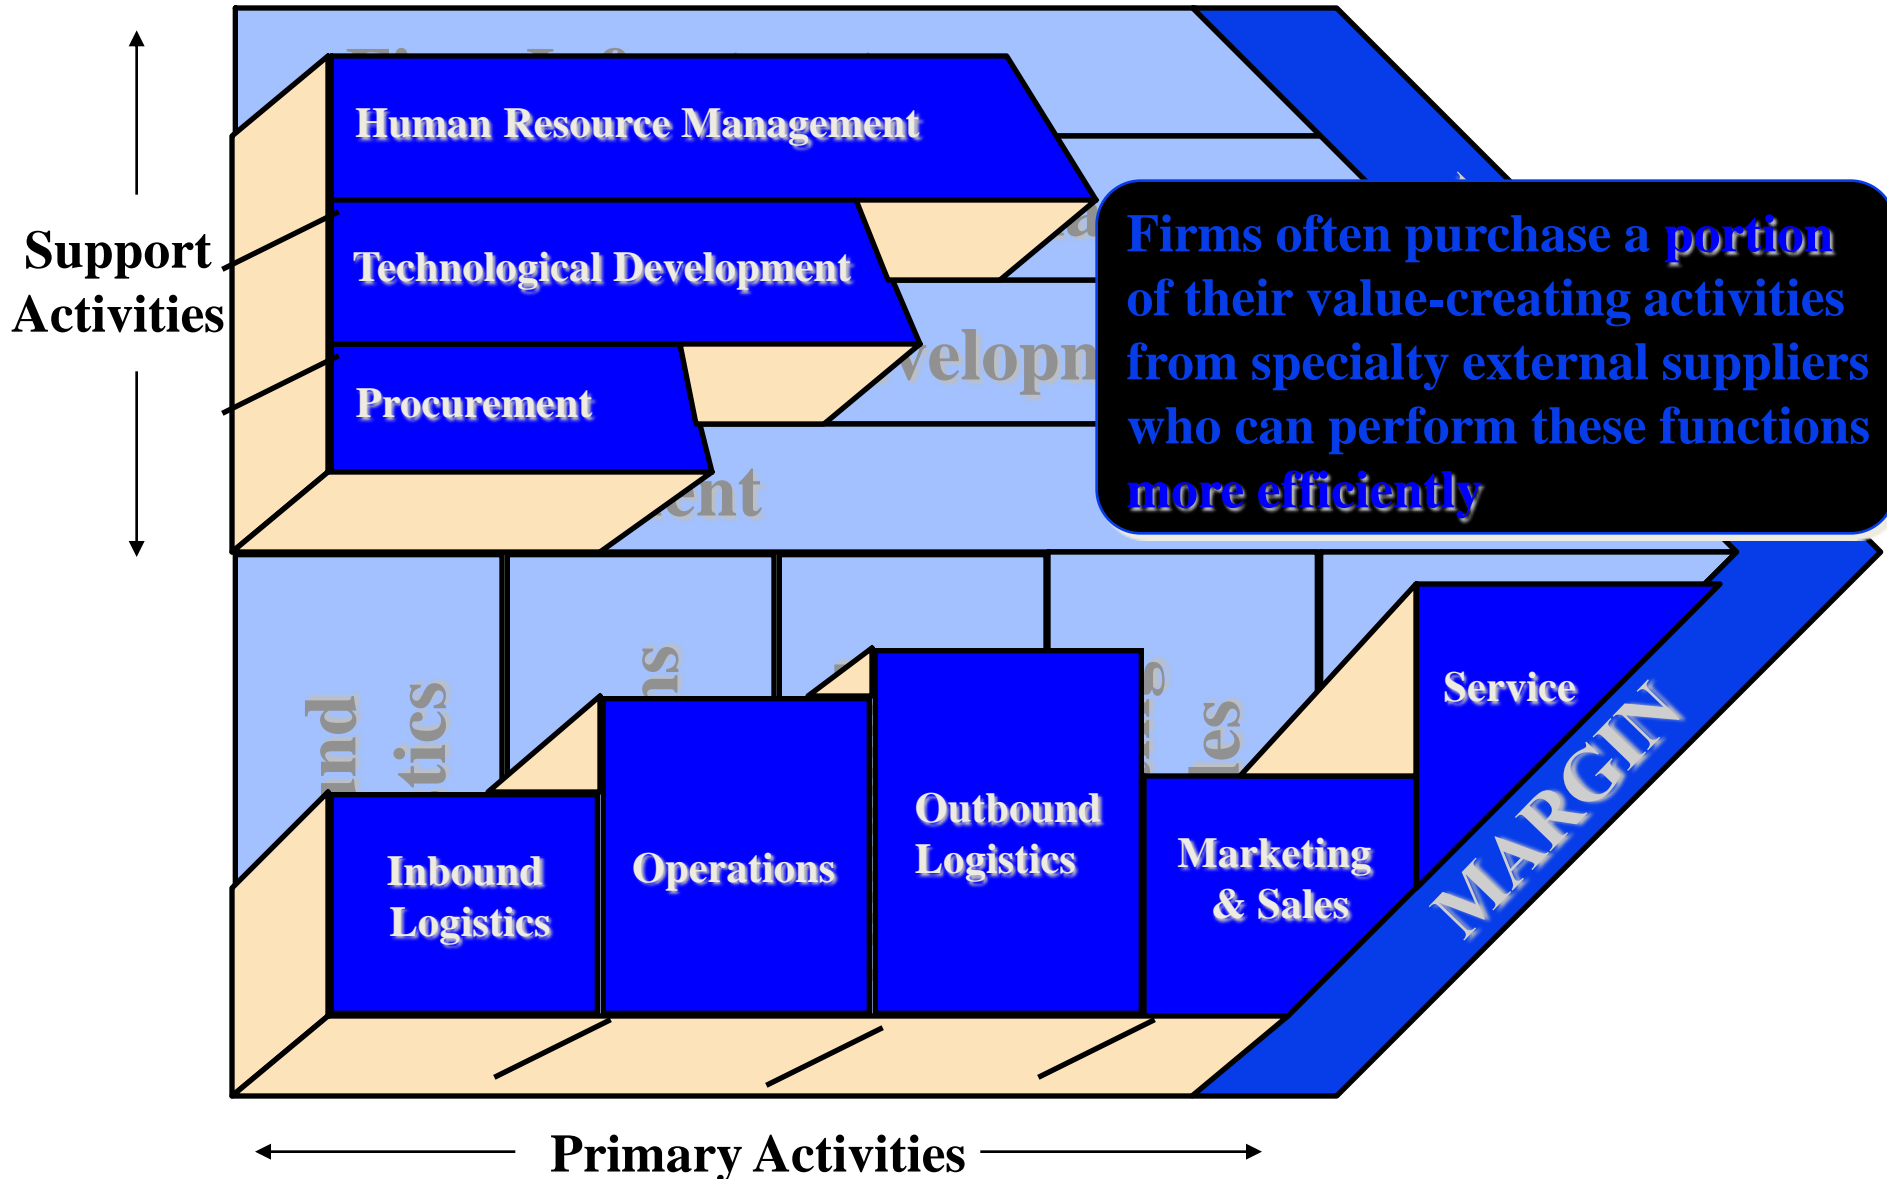 Human Resource Management
Support
Activities
Technological Development
Procurement
Firms often purchase a portion
of their value-creating activities
from specialty external suppliers
who can perform these functions
more efficiently
Inbound
Logistics
Operations
Outbound
Logistics
Marketing
& Sales
Service
MARGIN
Primary Activities